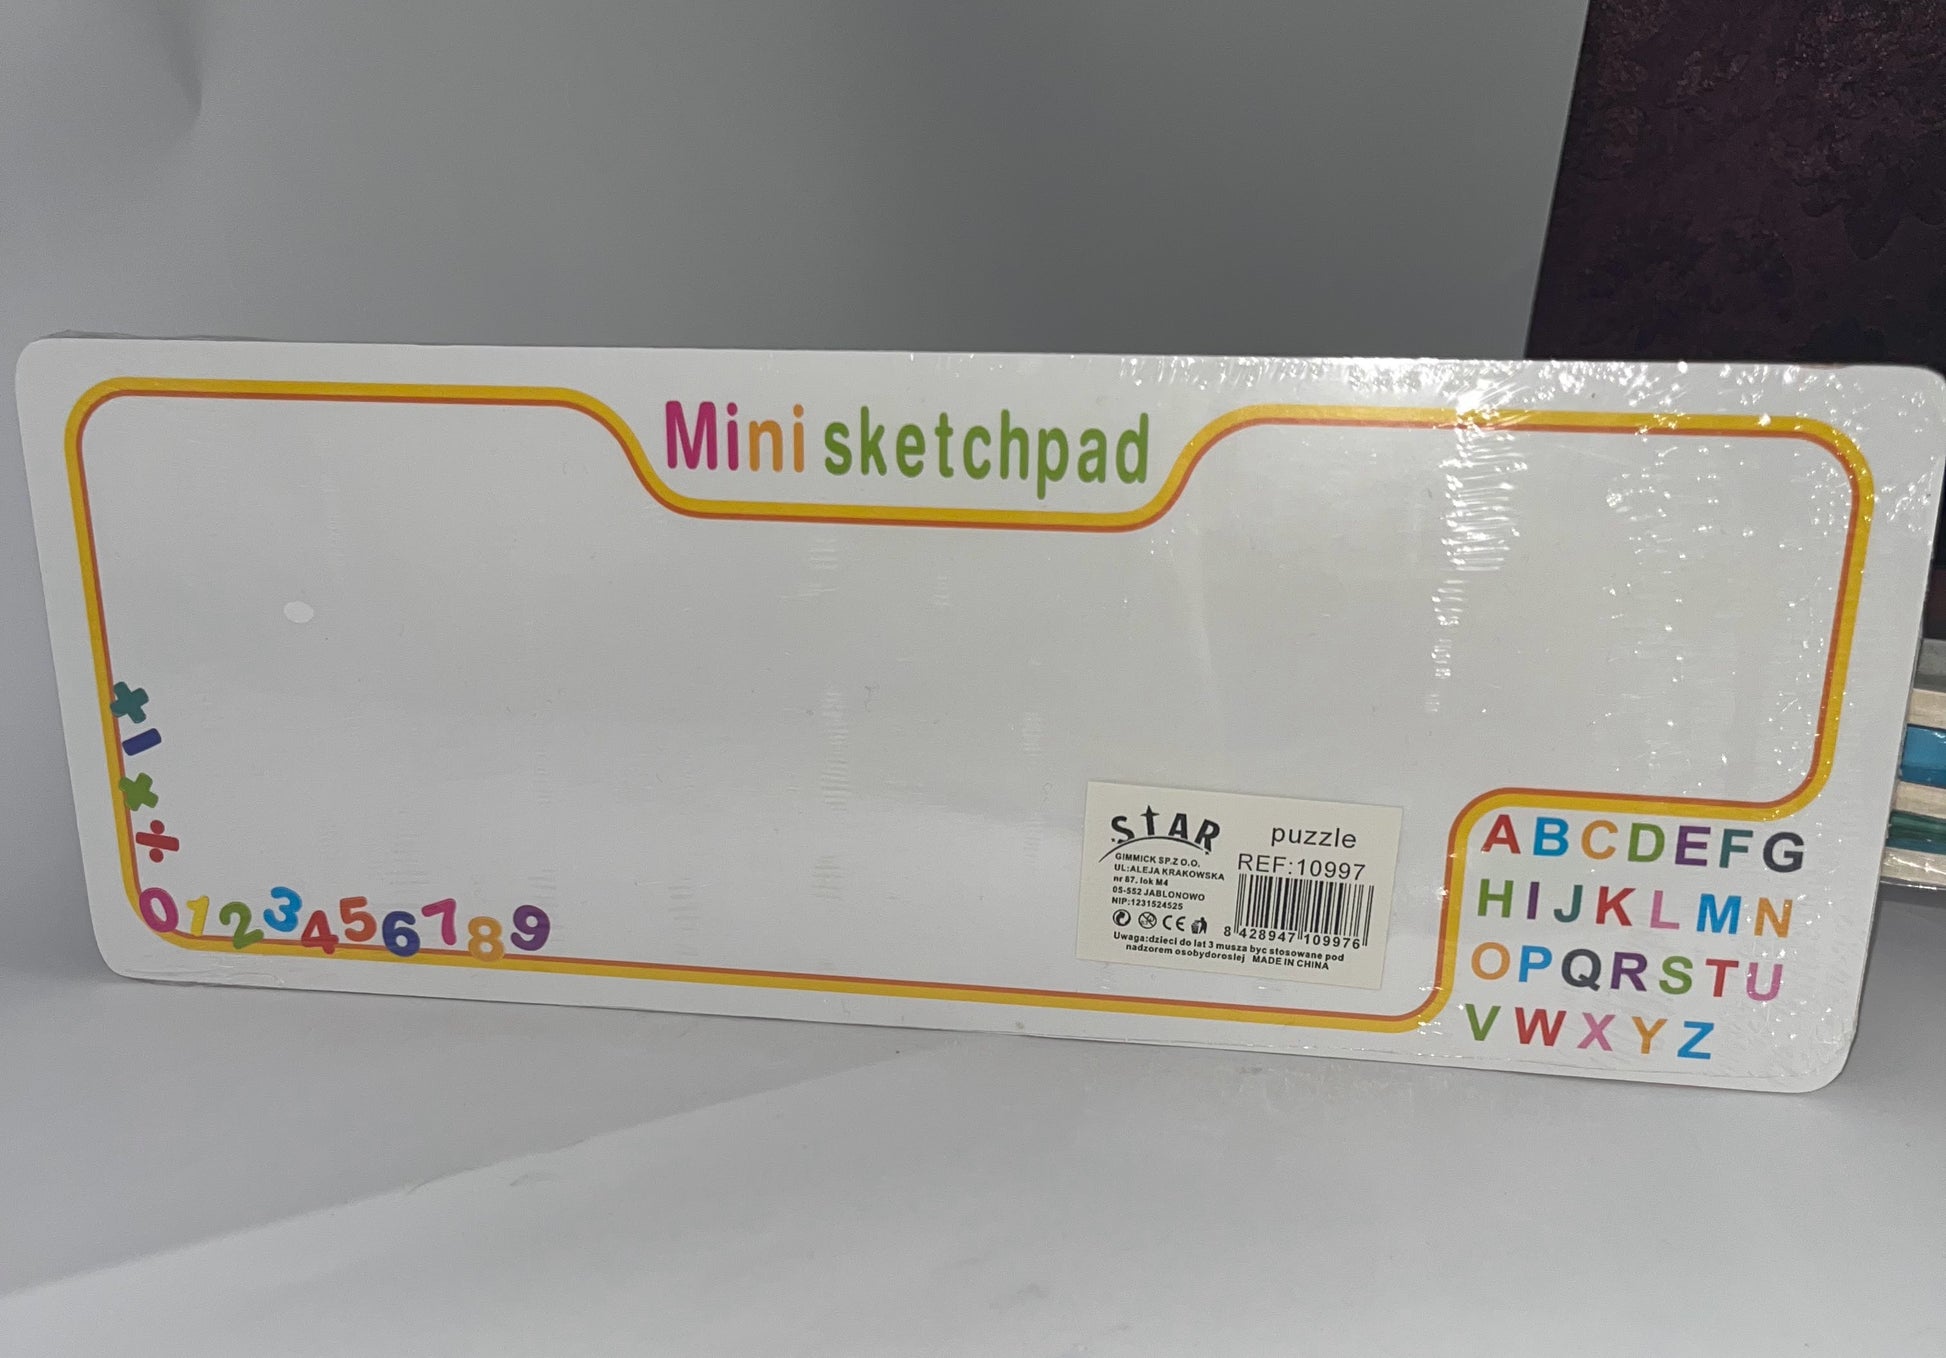 Mini sketchpad
+
-
×
÷
0123456789
STAR
GIMMICK SP.Z O.O.
UL:ALEJA KRAKOWSKA
nr 87. lok M4
05-552 JABLONOWO
NIP:1231524525
CE
puzzle
REF:10997
8 428947 109976
Uwaga:dzieci do lat 3 musza byc stosowane pod
nadzorem osobydoroslej MADE IN CHINA
ABCDEFG
HIJKLMN
OPQRSTU
VWXYZ